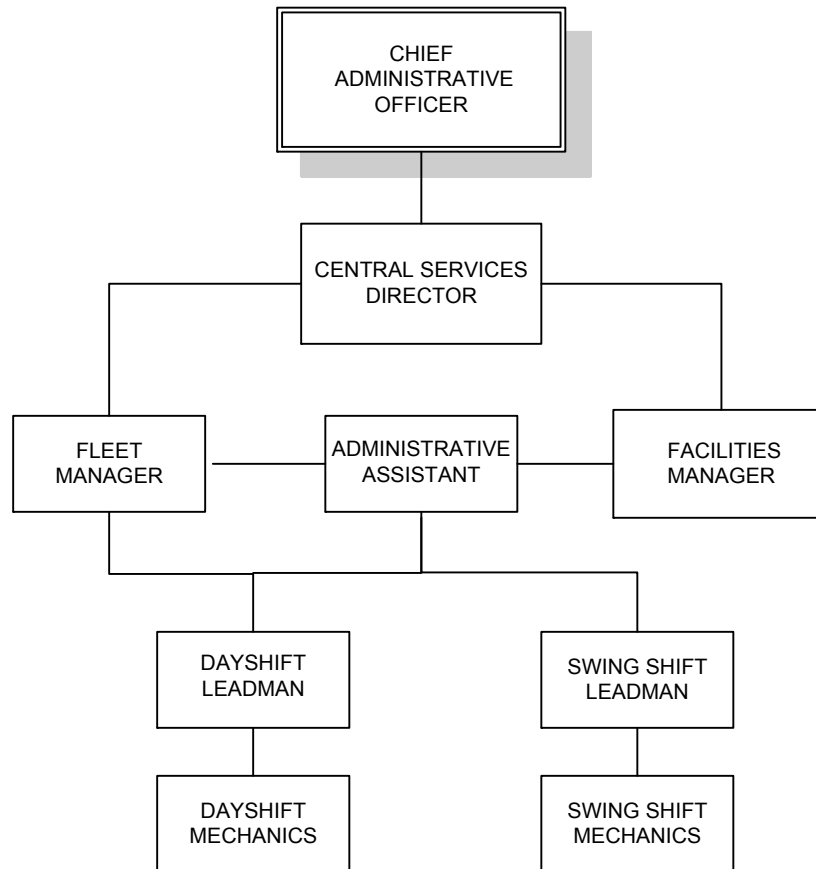 CHIEF
ADMINISTRATIVE
OFFICER
CENTRAL SERVICES
DIRECTOR
FLEET
MANAGER
ADMINISTRATIVE
ASSISTANT
FACILITIES
MANAGER
DAYSHIFT
LEADMAN
SWING SHIFT
LEADMAN
DAYSHIFT
MECHANICS
SWING SHIFT
MECHANICS